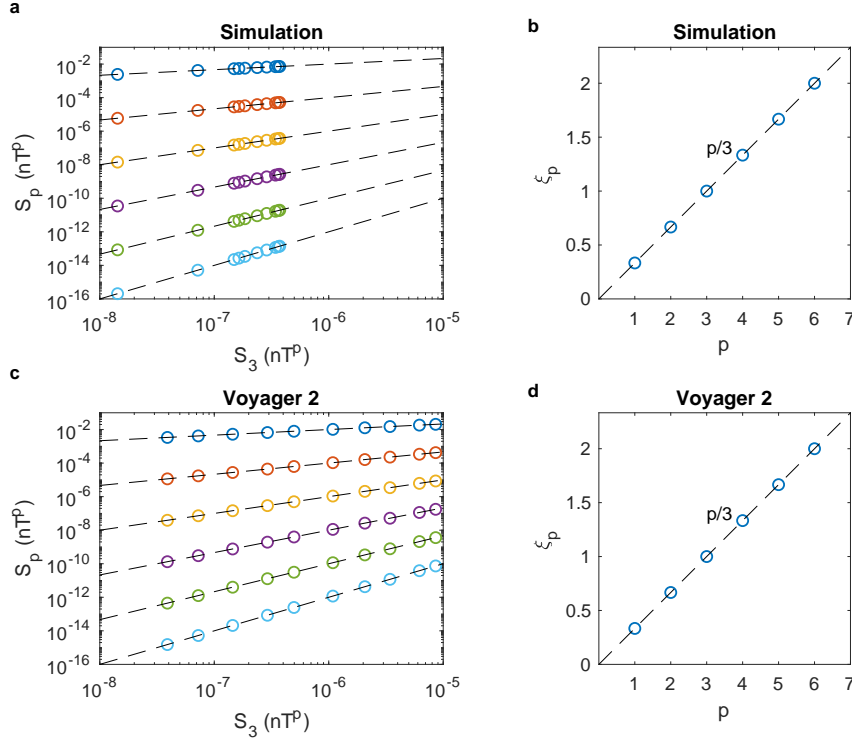 a
Simulation
10^-2
10^-4
10^-6
10^-8
10^-10
10^-12
10^-14
10^-16
S_p (nT^p)
10^-8 10^-7 10^-6 10^-5
S_3 (nT^p)
b
Simulation
2
1.5
1
0.5
0
ξ_p
p/3
1 2 3 4 5 6 7
p
c
Voyager 2
10^-2
10^-4
10^-6
10^-8
10^-10
10^-12
10^-14
10^-16
S_p (nT^p)
10^-8 10^-7 10^-6 10^-5
S_3 (nT^p)
d
Voyager 2
2
1.5
1
0.5
0
ξ_p
p/3
1 2 3 4 5 6 7
p